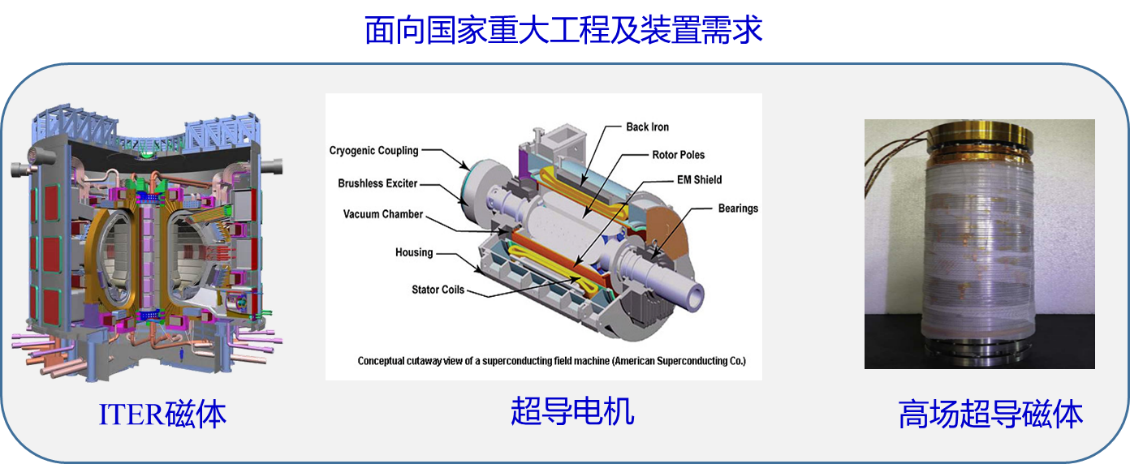 面向国家重大工程及装置需求
Back Iron
Cryogenic Coupling
Rotor Poles
Brushless Exciter
EM Shield
Vacuum Chamber
Bearings
Housing
Stator Coils
Conceptual cutaway view of a superconducting field machine (American Superconducting Co.)
ITER磁体
超导电机
高场超导磁体